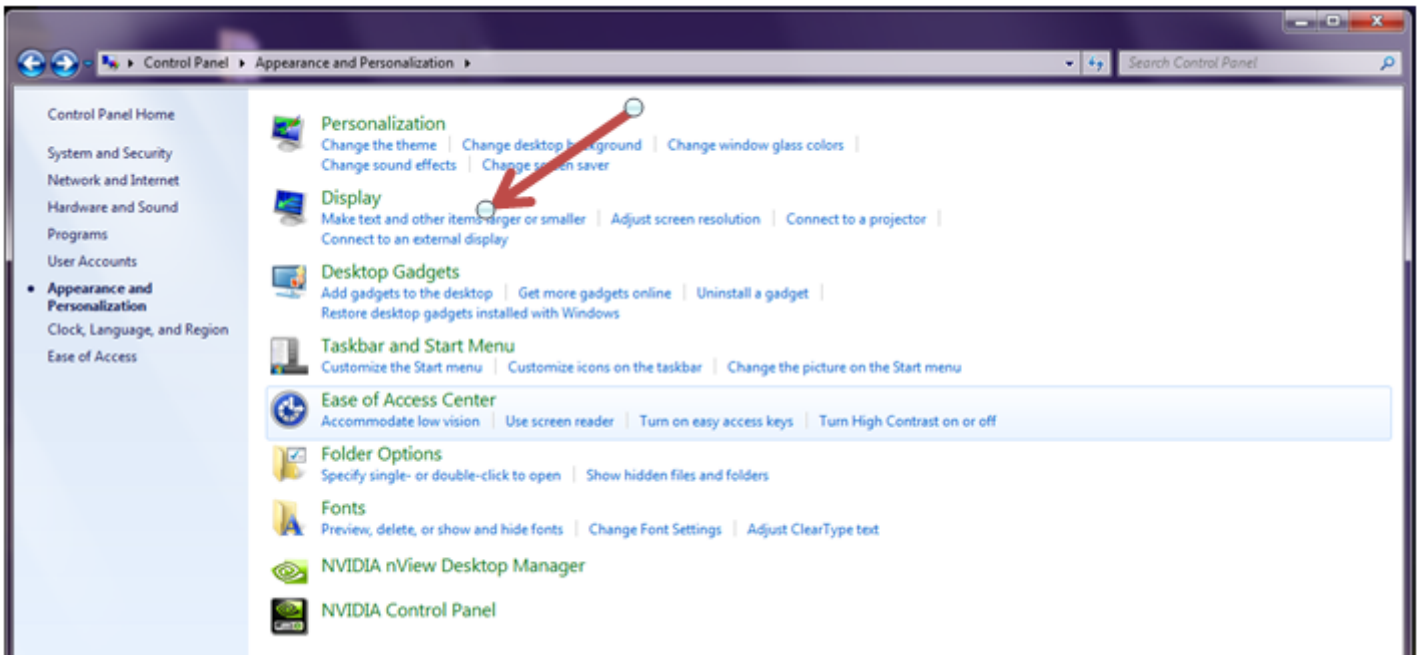 Control Panel Appearance and Personalization Search Control Panel
Control Panel Home
System and Security
Network and Internet
Hardware and Sound
Programs
User Accounts
Appearance and
Personalization
Clock, Language, and Region
Ease of Access
Personalization
Change the theme Change desktop background Change window glass colors
Change sound effects Change screen saver
Display
Make text and other items larger or smaller Adjust screen resolution Connect to a projector
Connect to an external display
Desktop Gadgets
Add gadgets to the desktop Get more gadgets online Uninstall a gadget
Restore desktop gadgets installed with Windows
Taskbar and Start Menu
Customize the Start menu Customize icons on the taskbar Change the picture on the Start menu
Ease of Access Center
Accommodate low vision Use screen reader Turn on easy access keys Turn High Contrast on or off
Folder Options
Specify single- or double-click to open Show hidden files and folders
Fonts
Preview, delete, or show and hide fonts Change Font Settings Adjust ClearType text
NVIDIA nView Desktop Manager
NVIDIA Control Panel